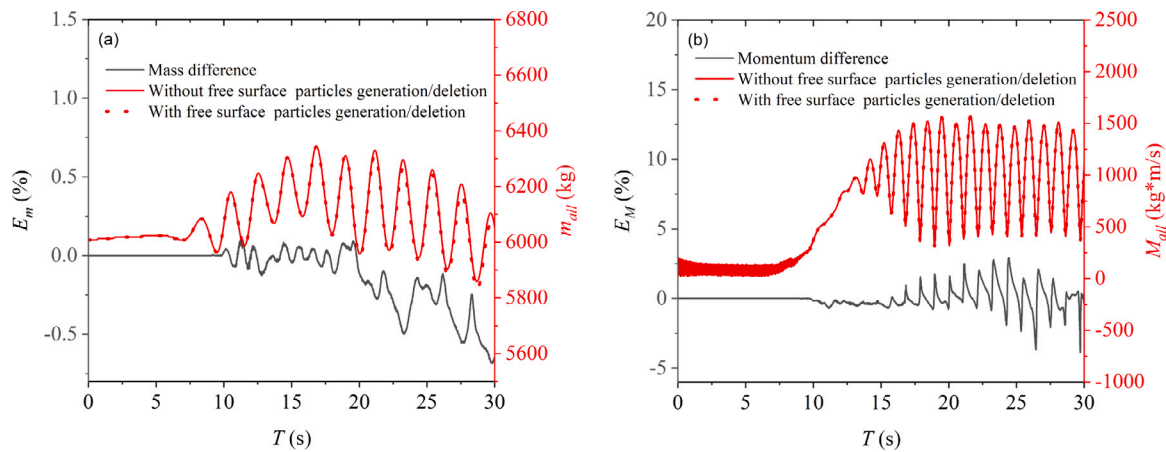 (a)
Mass difference
Without free surface particles generation/deletion
With free surface particles generation/deletion
1.5
1.0
0.5
0.0
-0.5
E_m (%)
6800
6600
6400
6200
6000
5800
5600
m_all (kg)
0 5 10 15 20 25 30
T (s)
(b)
Momentum difference
Without free surface particles generation/deletion
With free surface particles generation/deletion
20
15
10
5
0
-5
E_M (%)
2500
2000
1500
1000
500
0
-250
-500
-1000
M_all (kg*m/s)
0 5 10 15 20 25 30
T (s)